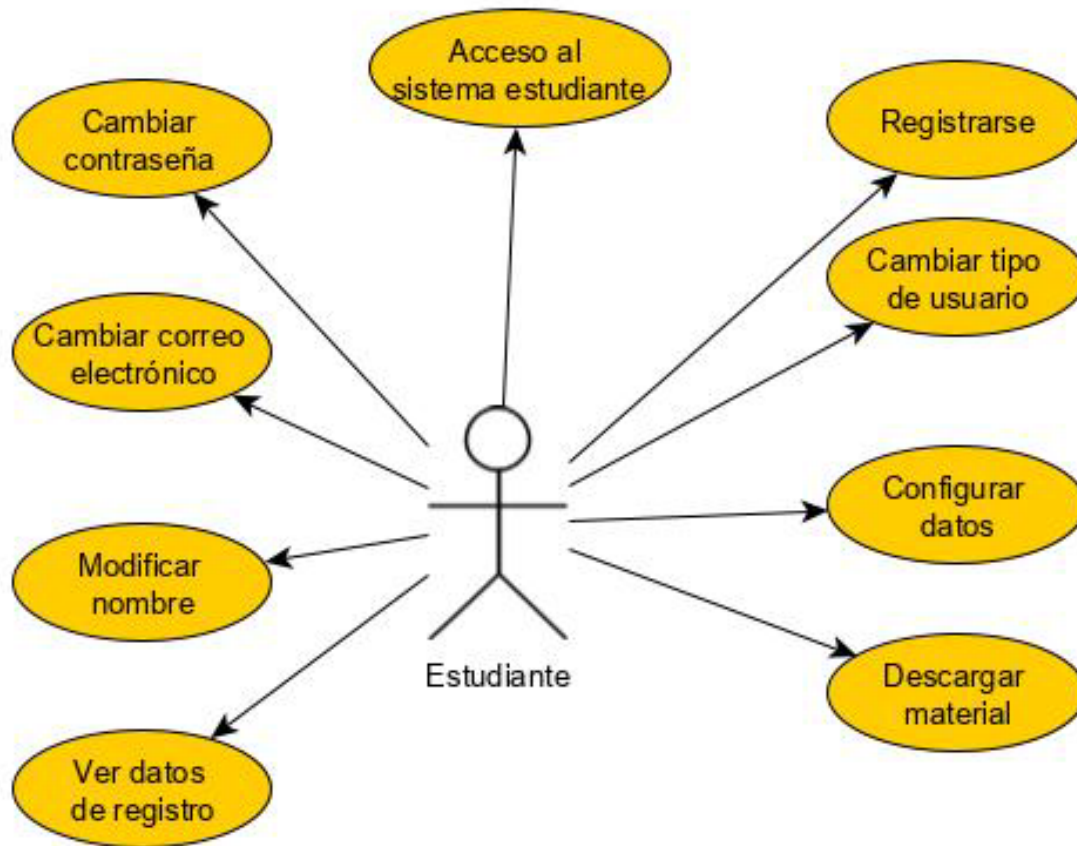 Acceso al
sistema estudiante
Cambiar
contraseña
Registrarse
Cambiar tipo
de usuario
Cambiar correo
electrónico
Configurar
datos
Modificar
nombre
Estudiante
Descargar
material
Ver datos
de registro